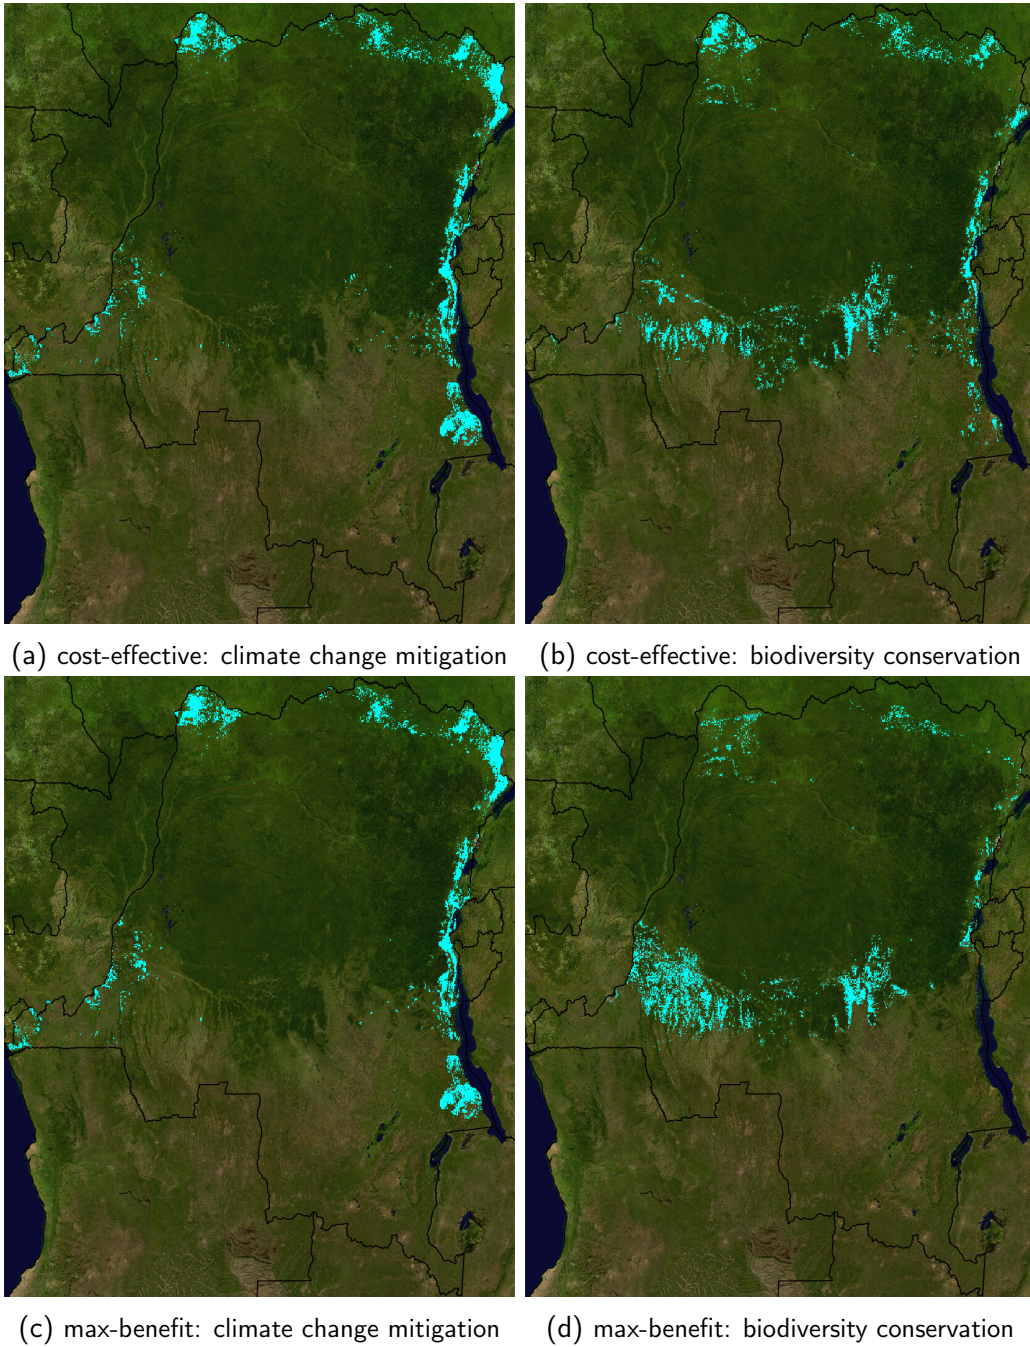 (a) cost-effective: climate change mitigation
(b) cost-effective: biodiversity conservation
(c) max-benefit: climate change mitigation
(d) max-benefit: biodiversity conservation